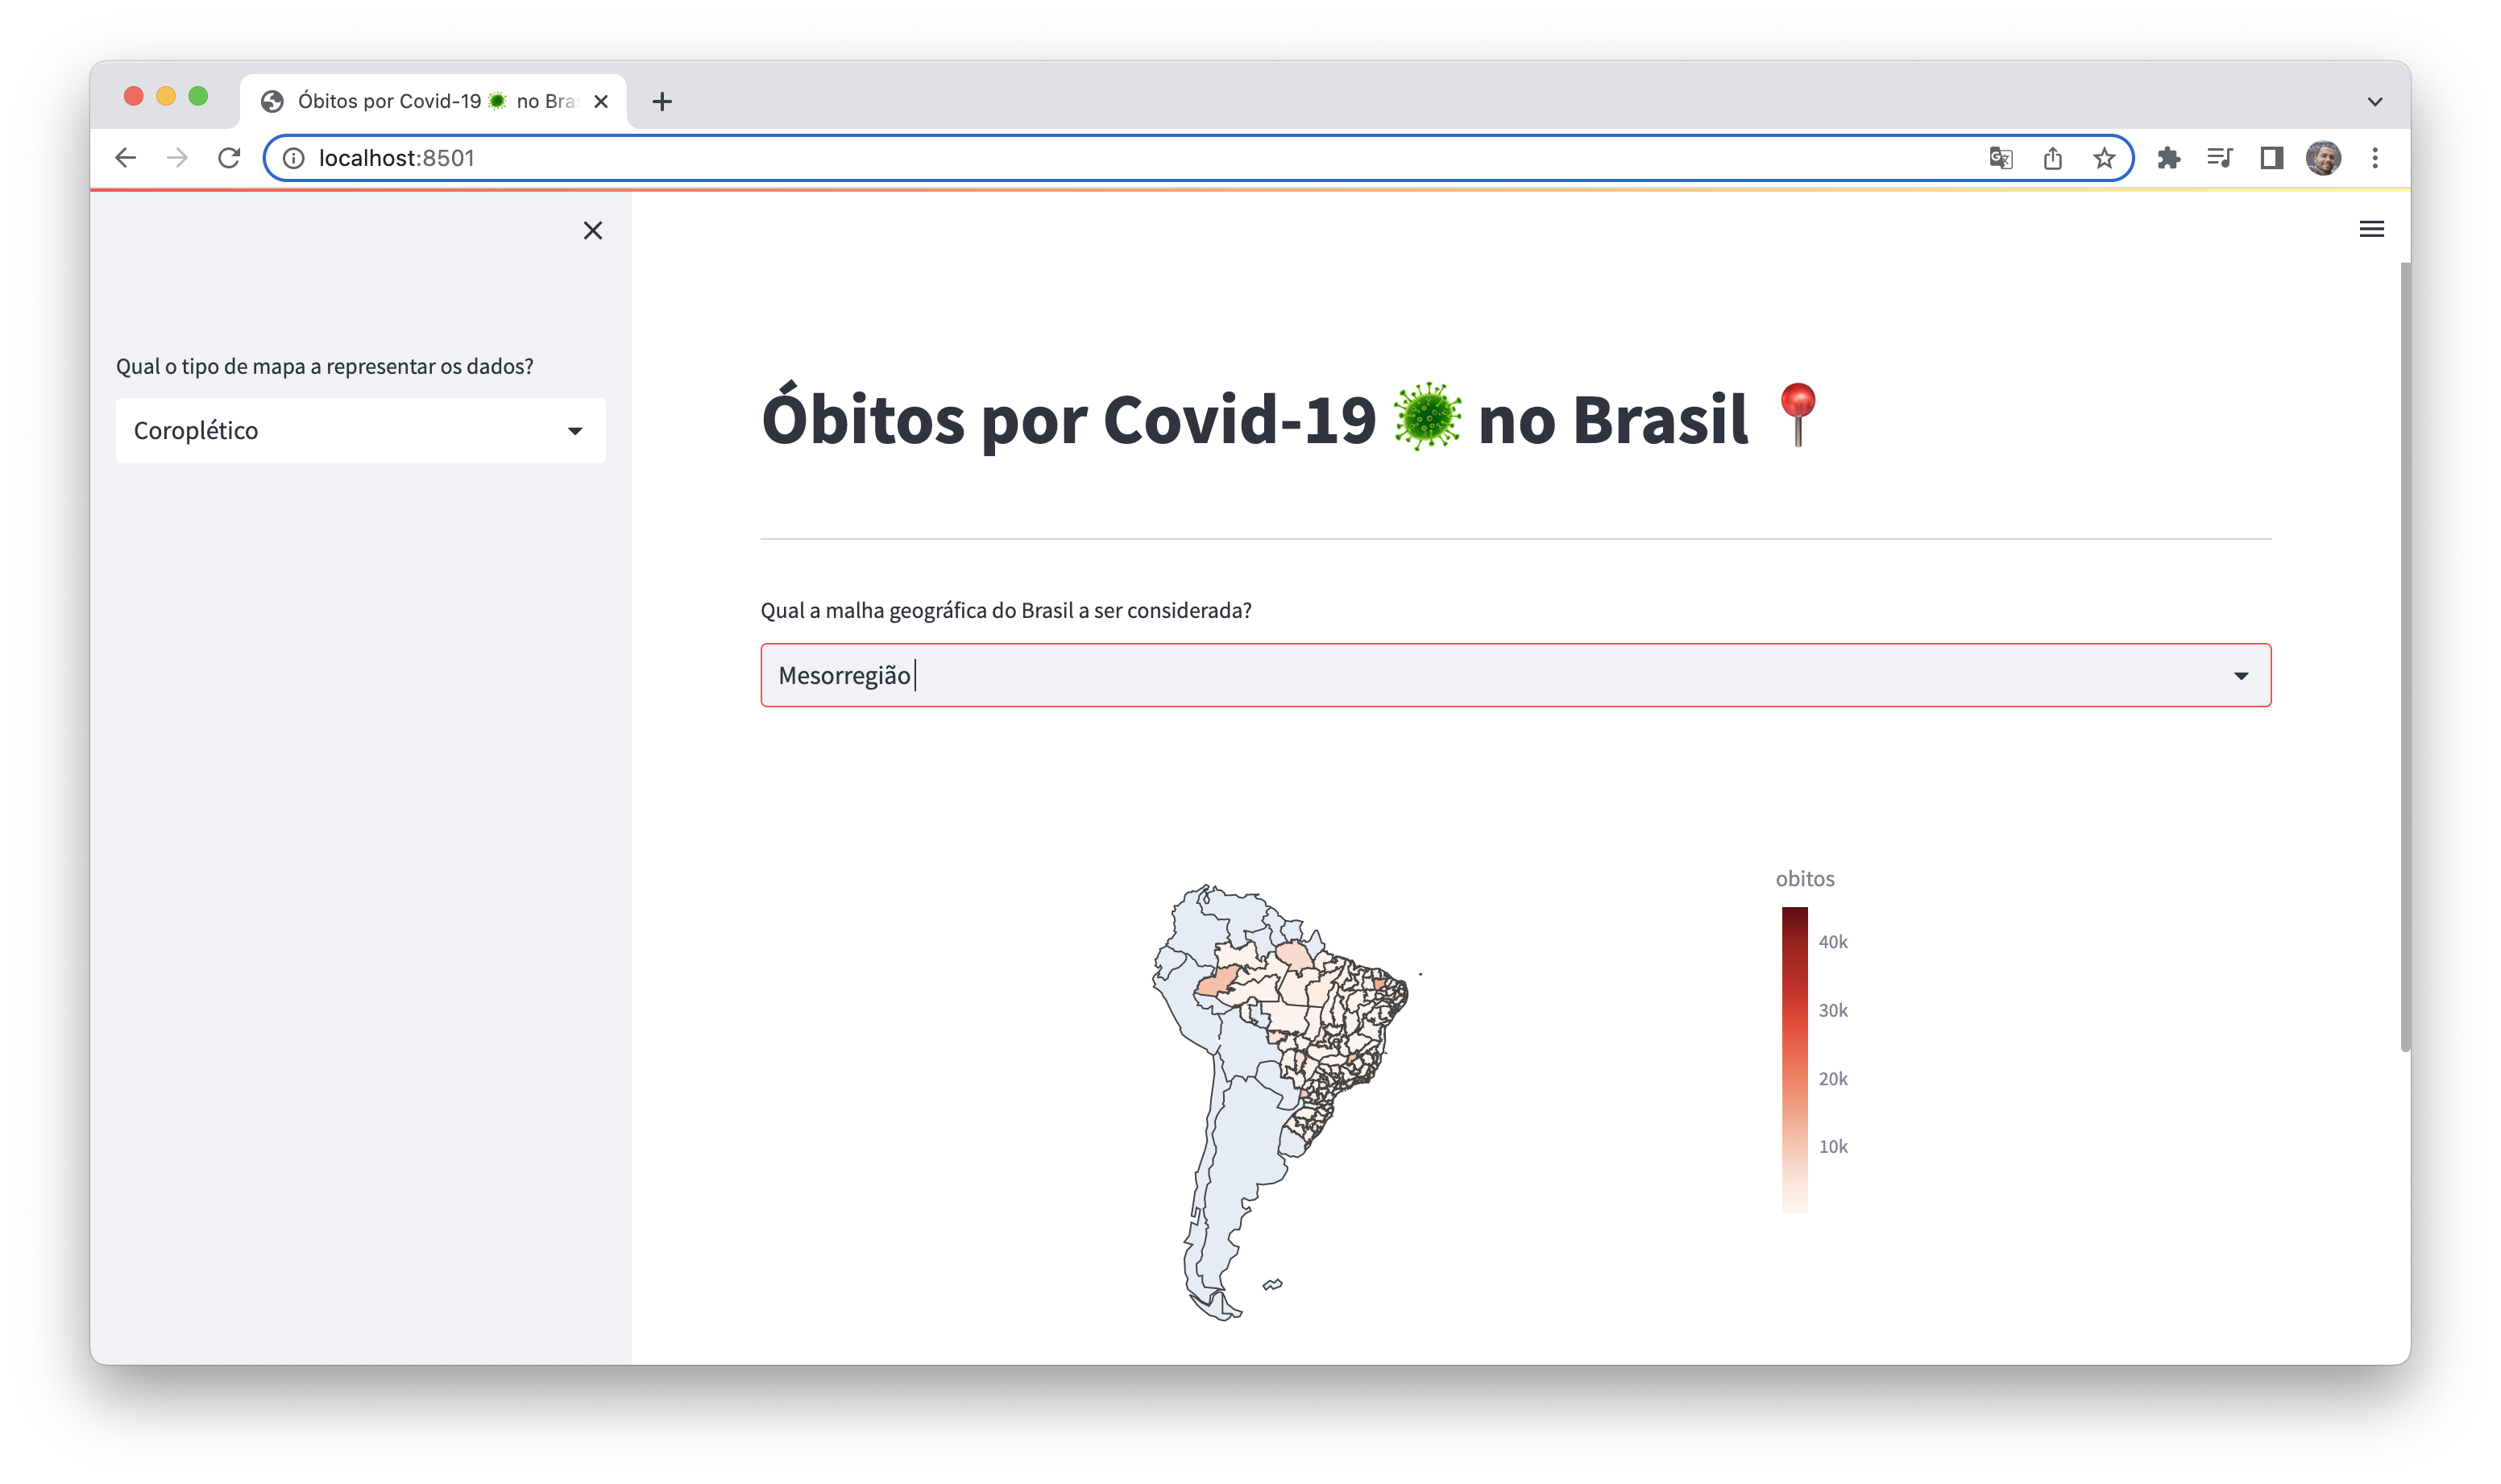 Óbitos por Covid-19 no Bra
localhost:8501
Qual o tipo de mapa a representar os dados?
Coroplético
Óbitos por Covid-19 no Brasil
Qual a malha geográfica do Brasil a ser considerada?
Mesorregião
obitos
40k
30k
20k
10k